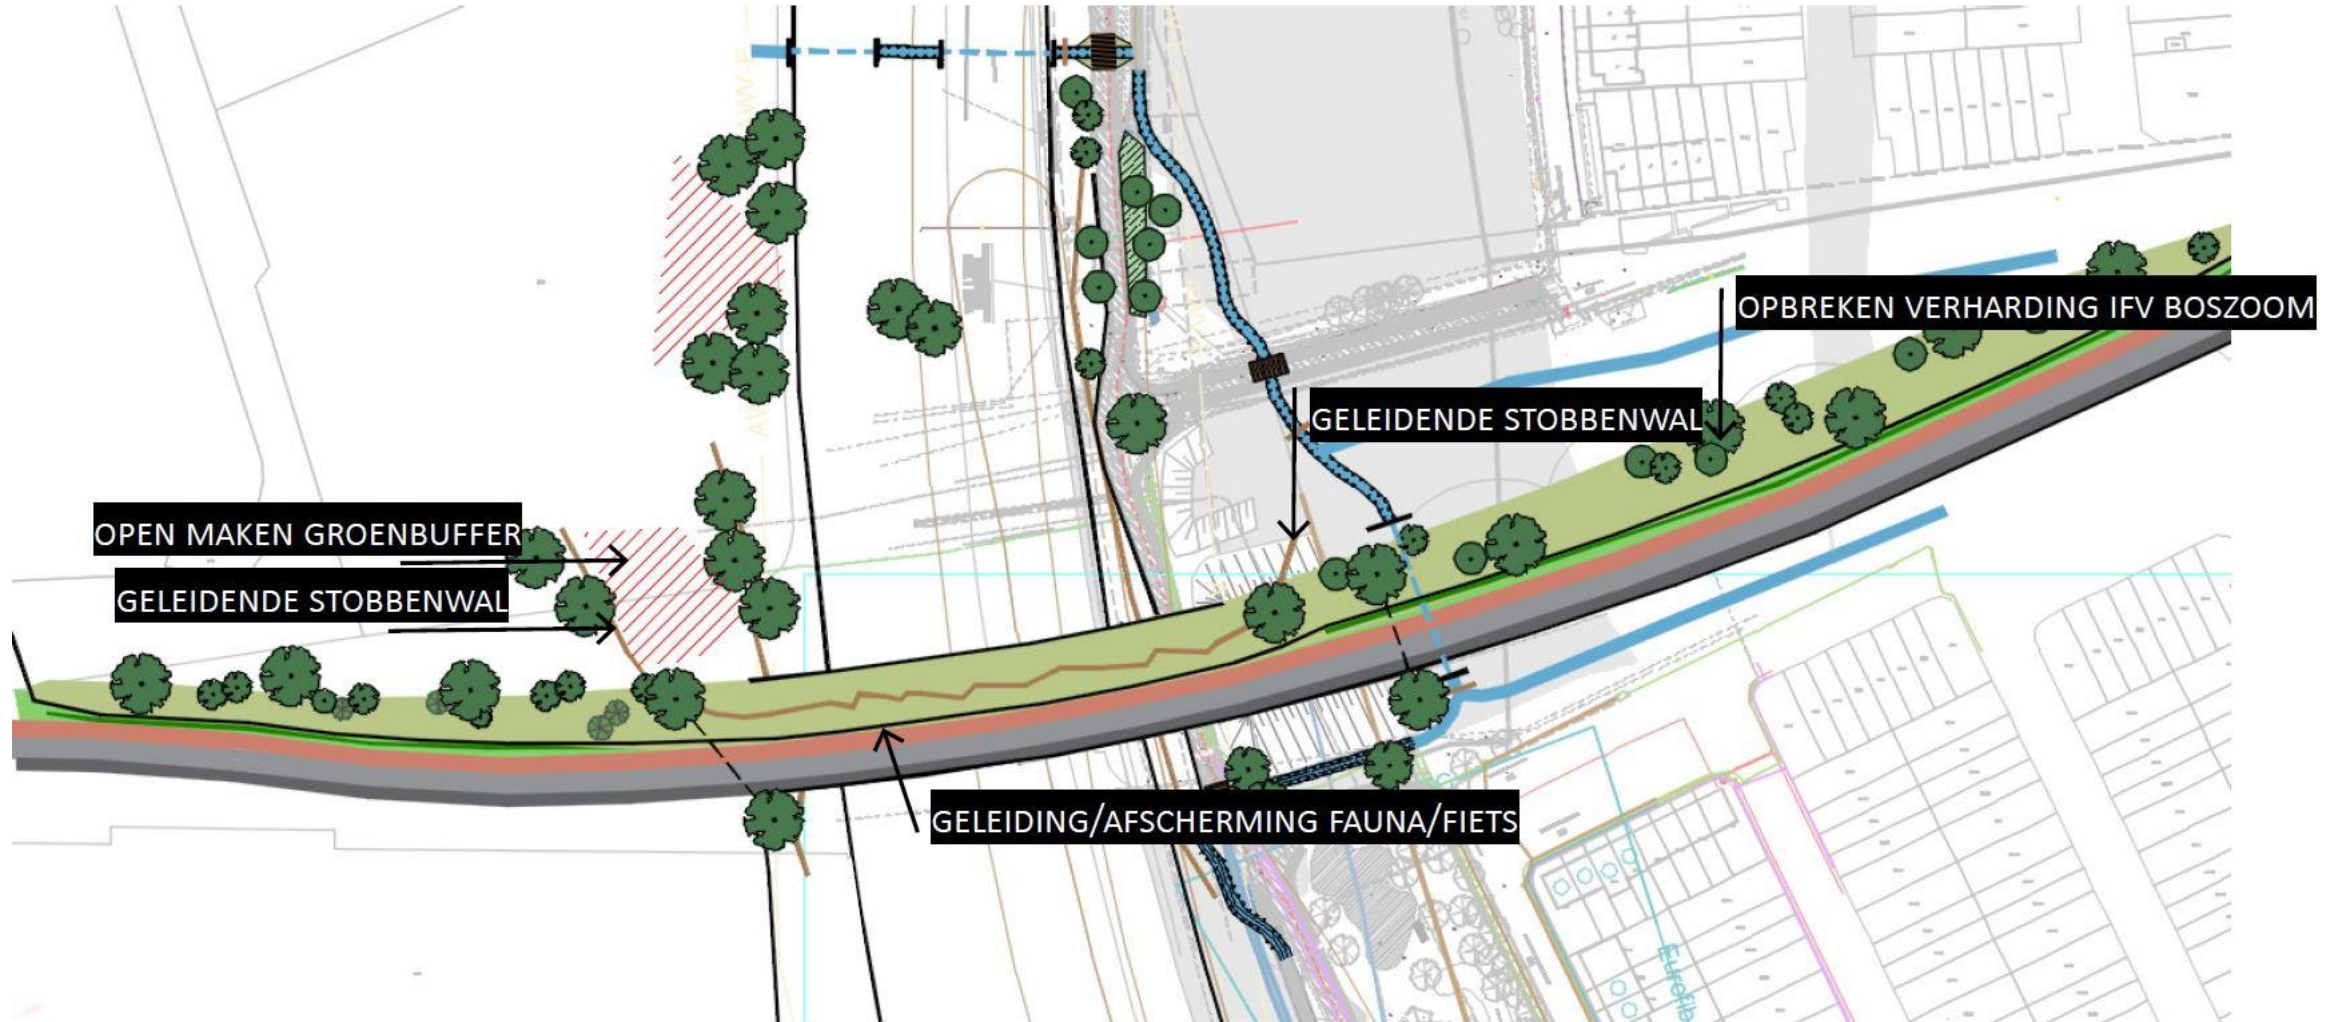 OPBREKEN VERHARDING IFV BOSZOOM
GELEIDENDE STOBBENWAL
OPEN MAKEN GROENBUFFER
GELEIDENDE STOBBENWAL
GELEIDING/AFSCHERMING FAUNA/FIETS